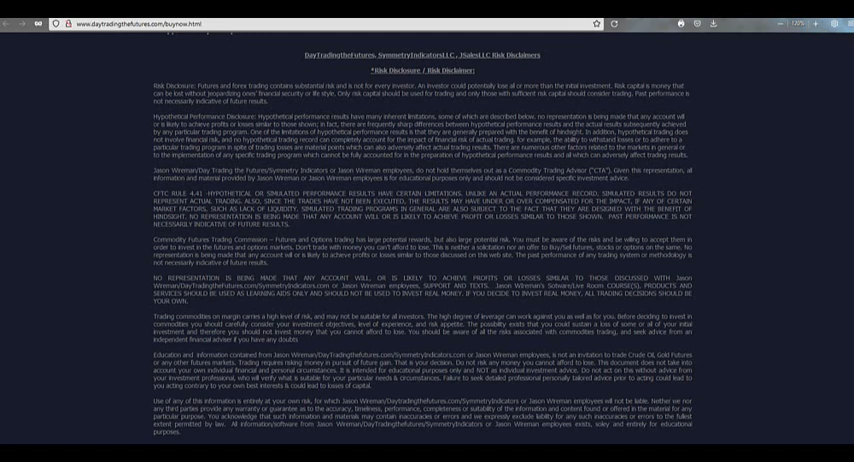 www.daytradingthefutures.com/buynow.html
120%
DayTradingtheFutures, SymmetryIndicatorsLLC, JSalesLLC Risk Disclaimers
*Risk Disclosure / Risk Disclaimer:
Risk Disclosure: Futures and forex trading contains substantial risk and is not for every investor. An investor could potentially lose all or more than the initial investment. Risk capital is money that
can be lost without jeopardizing ones' financial security or life style. Only risk capital should be used for trading and only those with sufficient risk capital should consider trading. Past performance is
not necessarily indicative of future results.
Hypothetical Performance Disclosure: Hypothetical performance results have many inherent limitations, some of which are described below. no representation is being made that any account will
or is likely to achieve profits or losses similar to those shown; in fact, there are frequently sharp differences between hypothetical performance results and the actual results subsequently achieved
by any particular trading program. One of the limitations of hypothetical performance results is that they are generally prepared with the benefit of hindsight. In addition, hypothetical trading does
not involve financial risk, and no hypothetical trading record can completely account for the impact of financial risk of actual trading. for example, the ability to withstand losses or to adhere to a
particular trading program in spite of trading losses are material points which can also adversely affect actual trading results. There are numerous other factors related to the markets in general or
to the implementation of any specific trading program which cannot be fully accounted for in the preparation of hypothetical performance results and all which can adversely affect trading results.
Jason Wireman/Day Trading the Futures/Symmetry Indicators or Jason Wireman employees, do not hold themselves out as a Commodity Trading Advisor ("CTA"). Given this representation, all
information and material provided by Jason Wireman or Jason Wireman employees is for educational purposes only and should not be considered specific investment advice.
CFTC RULE 4.41 -HYPOTHETICAL OR SIMULATED PERFORMANCE RESULTS HAVE CERTAIN LIMITATIONS. UNLIKE AN ACTUAL PERFORMANCE RECORD, SIMULATED RESULTS DO NOT
REPRESENT ACTUAL TRADING. ALSO, SINCE THE TRADES HAVE NOT BEEN EXECUTED, THE RESULTS MAY HAVE UNDER OR OVER COMPENSATED FOR THE IMPACT, IF ANY, OF CERTAIN
MARKET FACTORS, SUCH AS LACK OF LIQUIDITY. SIMULATED TRADING PROGRAMS IN GENERAL ARE ALSO SUBJECT TO THE FACT THAT THEY ARE DESIGNED WITH THE BENEFIT OF
HINDSIGHT. NO REPRESENTATION IS BEING MADE THAT ANY ACCOUNT WILL OR IS LIKELY TO ACHIEVE PROFIT OR LOSSES SIMILAR TO THOSE SHOWN. PAST PERFORMANCE IS NOT
NECESSARILY INDICATIVE OF FUTURE RESULTS.
Commodity Futures Trading Commission – Futures and Options trading has large potential rewards, but also large potential risk. You must be aware of the risks and be willing to accept them in
order to invest in the futures and options markets. Don't trade with money you can't afford to lose. This is neither a solicitation nor an offer to Buy/Sell futures, stocks or options on the same. No
representation is being made that any account will or is likely to achieve profits or losses similar to those discussed on this web site. The past performance of any trading system or methodology is
not necessarily indicative of future results.
NO REPRESENTATION IS BEING MADE THAT ANY ACCOUNT WILL, OR IS LIKELY TO ACHIEVE PROFITS OR LOSSES SIMILAR TO THOSE DISCUSSED WITH Jason
Wireman/DayTradingthefutures.com/SymmetryIndicators.com or Jason Wireman employees, SUPPORT AND TEXTS. Jason Wireman's Sotware/Live Room COURSE(S), PRODUCTS AND
SERVICES SHOULD BE USED AS LEARNING AIDS ONLY AND SHOULD NOT BE USED TO INVEST REAL MONEY. IF YOU DECIDE TO INVEST REAL MONEY, ALL TRADING DECISIONS SHOULD BE
YOUR OWN.
Trading commodities on margin carries a high level of risk, and may not be suitable for all investors. The high degree of leverage can work against you as well as for you. Before deciding to invest in
commodities you should carefully consider your investment objectives, level of experience, and risk appetite. The possibility exists that you could sustain a loss of some or all of your initial
investment and therefore you should not invest money that you cannot afford to lose. You should be aware of all the risks associated with commodities trading, and seek advice from an
independent financial adviser if you have any doubts
Education and information contained from Jason Wireman/DayTradingthefutures.com/SymmetryIndicators.com or Jason Wireman employees, is not an invitation to trade Crude Oil, Gold Futures
or any other futures markets. Trading requires risking money in pursuit of future gain. That is your decision. Do not risk any money you cannot afford to lose. This document does not take into
account your own individual financial and personal circumstances. It is intended for educational purposes only and NOT as individual investment advice. Do not act on this without advice from
your investment professional, who will verify what is suitable for your particular needs & circumstances. Failure to seek detailed professional personally tailored advice prior to acting could lead to
you acting contrary to your own best interests & could lead to losses of capital.
Use of any of this information is entirely at your own risk, for which Jason Wireman/Daytradingthefutures.com/SymmetryIndicators or Jason Wireman employees will not be liable. Neither we nor
any third parties provide any warranty or guarantee as to the accuracy, timeliness, performance, completeness or suitability of the information and content found or offered in the material for any
particular purpose. You acknowledge that such information and materials may contain inaccuracies or errors and we expressly exclude liability for any such inaccuracies or errors to the fullest
extent permitted by law. All information/software from Jason Wireman/DayTradingthefutures.com/SymmetryIndicators or Jason Wireman employees exists, soley and entirely for educational
purposes.